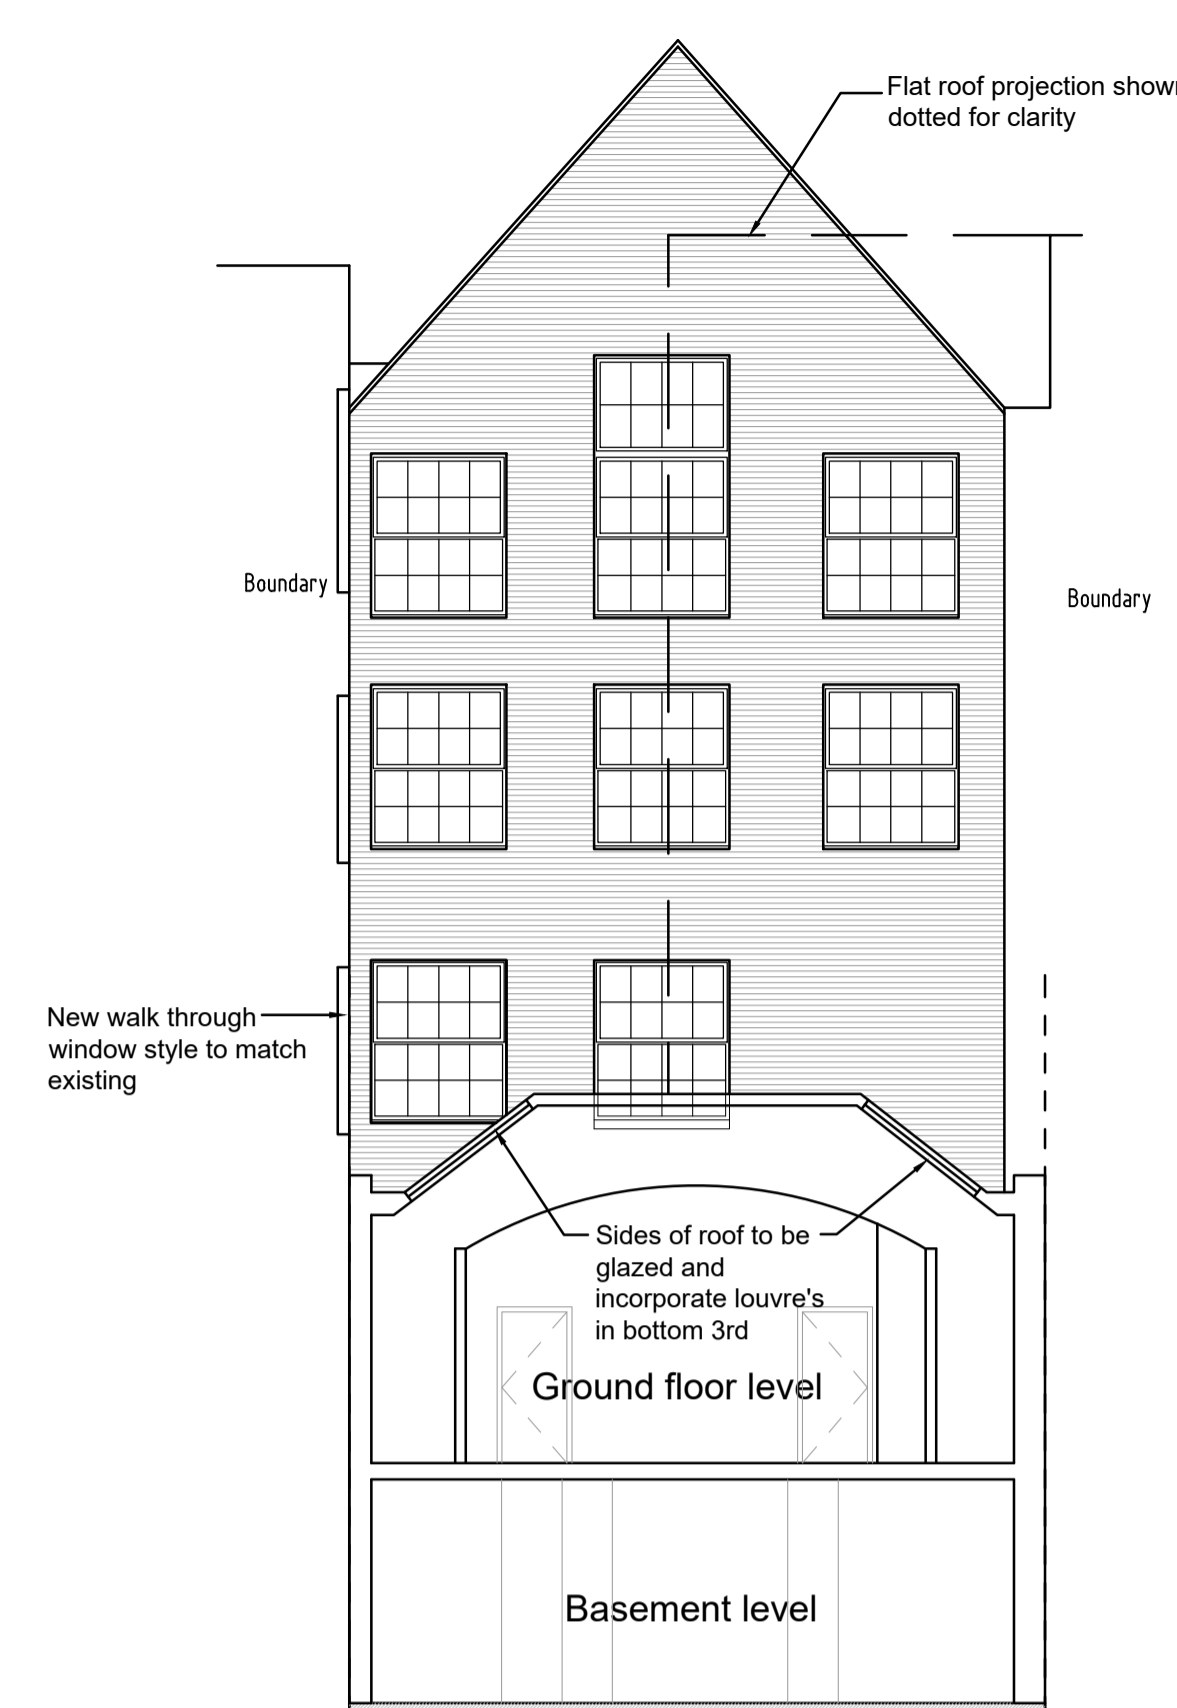 Flat roof projection shown
dotted for clarity
Boundary
Boundary
New walk through
window style to match
existing
Sides of roof to be
glazed and
incorporate louvre's
in bottom 3rd
Ground floor level
Basement level